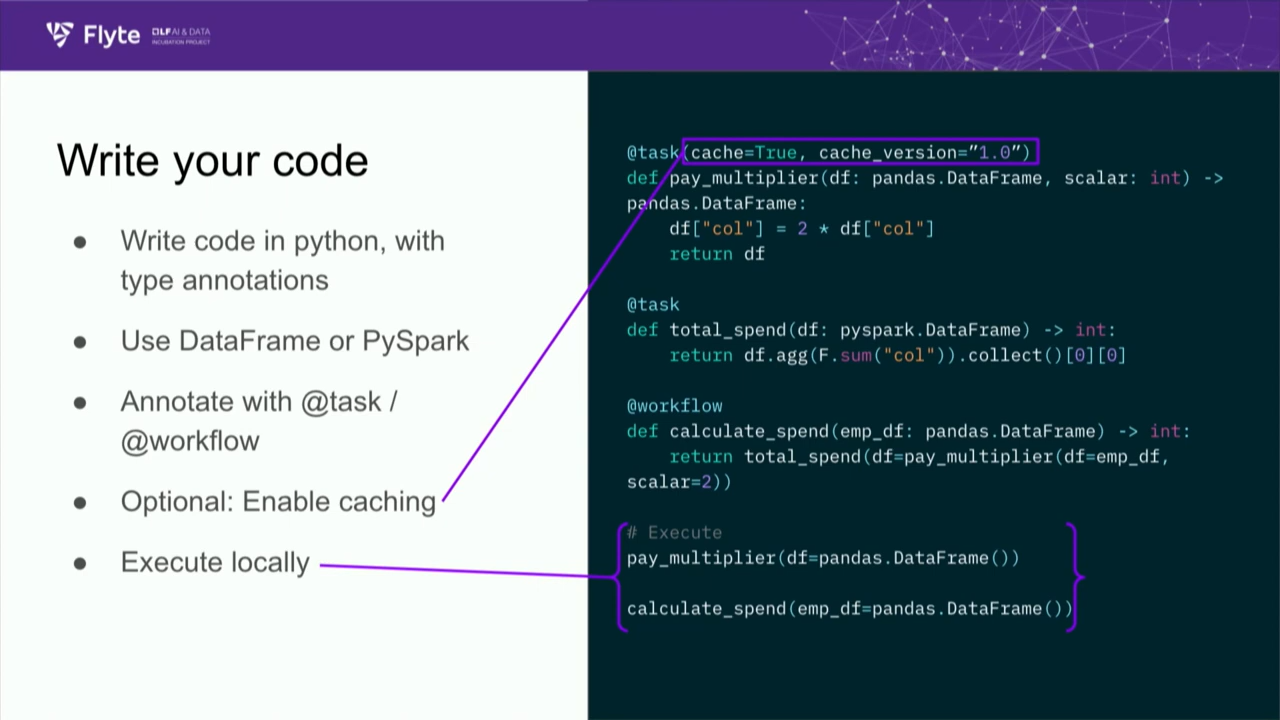 Flyte
LF AI & DATA
INCUBATION PROJECT
Write your code
● Write code in python, with
type annotations
● Use DataFrame or PySpark
● Annotate with @task /
@workflow
● Optional: Enable caching
● Execute locally
@task(cache=True, cache_version=”1.0”)
def pay_multiplier(df: pandas.DataFrame, scalar: int) ->
pandas.DataFrame:
    df["col"] = 2 * df["col"]
    return df
@task
def total_spend(df: pyspark.DataFrame) -> int:
    return df.agg(F.sum("col")).collect()[0][0]
@workflow
def calculate_spend(emp_df: pandas.DataFrame) -> int:
    return total_spend(df=pay_multiplier(df=emp_df,
scalar=2))
# Execute
pay_multiplier(df=pandas.DataFrame())
calculate_spend(emp_df=pandas.DataFrame())